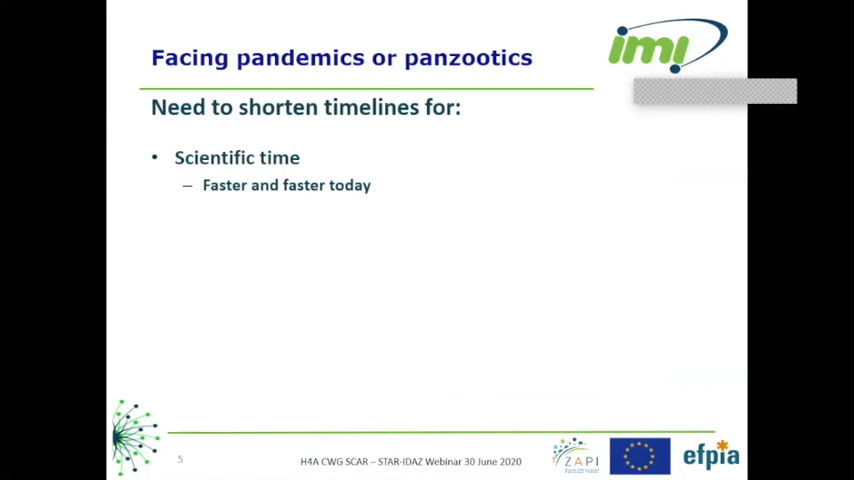 imi
Facing pandemics or panzootics
Need to shorten timelines for:
• Scientific time
– Faster and faster today
5
H4A CWG SCAR – STAR-IDAZ Webinar 30 June 2020
ZAPI
efpia